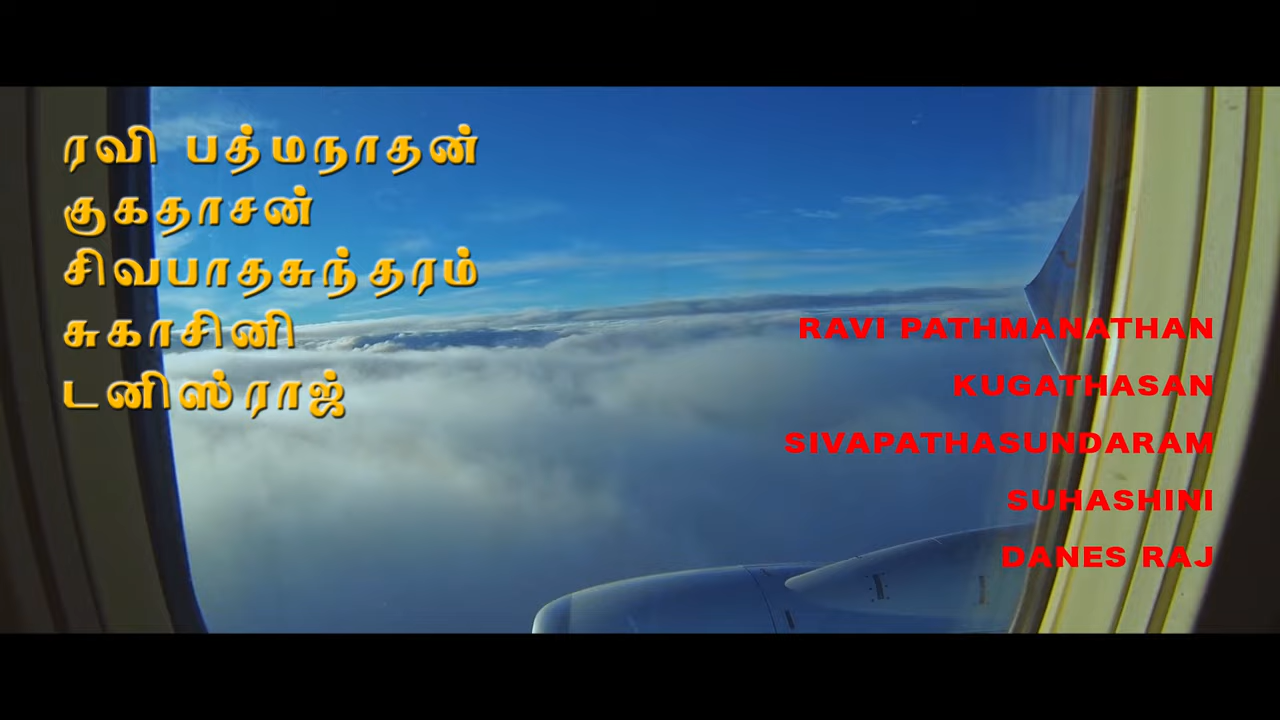 ரவி பத்மநாதன்
குகதாசன்
சிவபாதசுந்தரம்
சுகாசினி
டனிஸ்ராஜ்
RAVI PATHMANATHAN
KUGATHASAN
SIVAPATHASUNDARAM
SUHASHINI
DANES RAJ